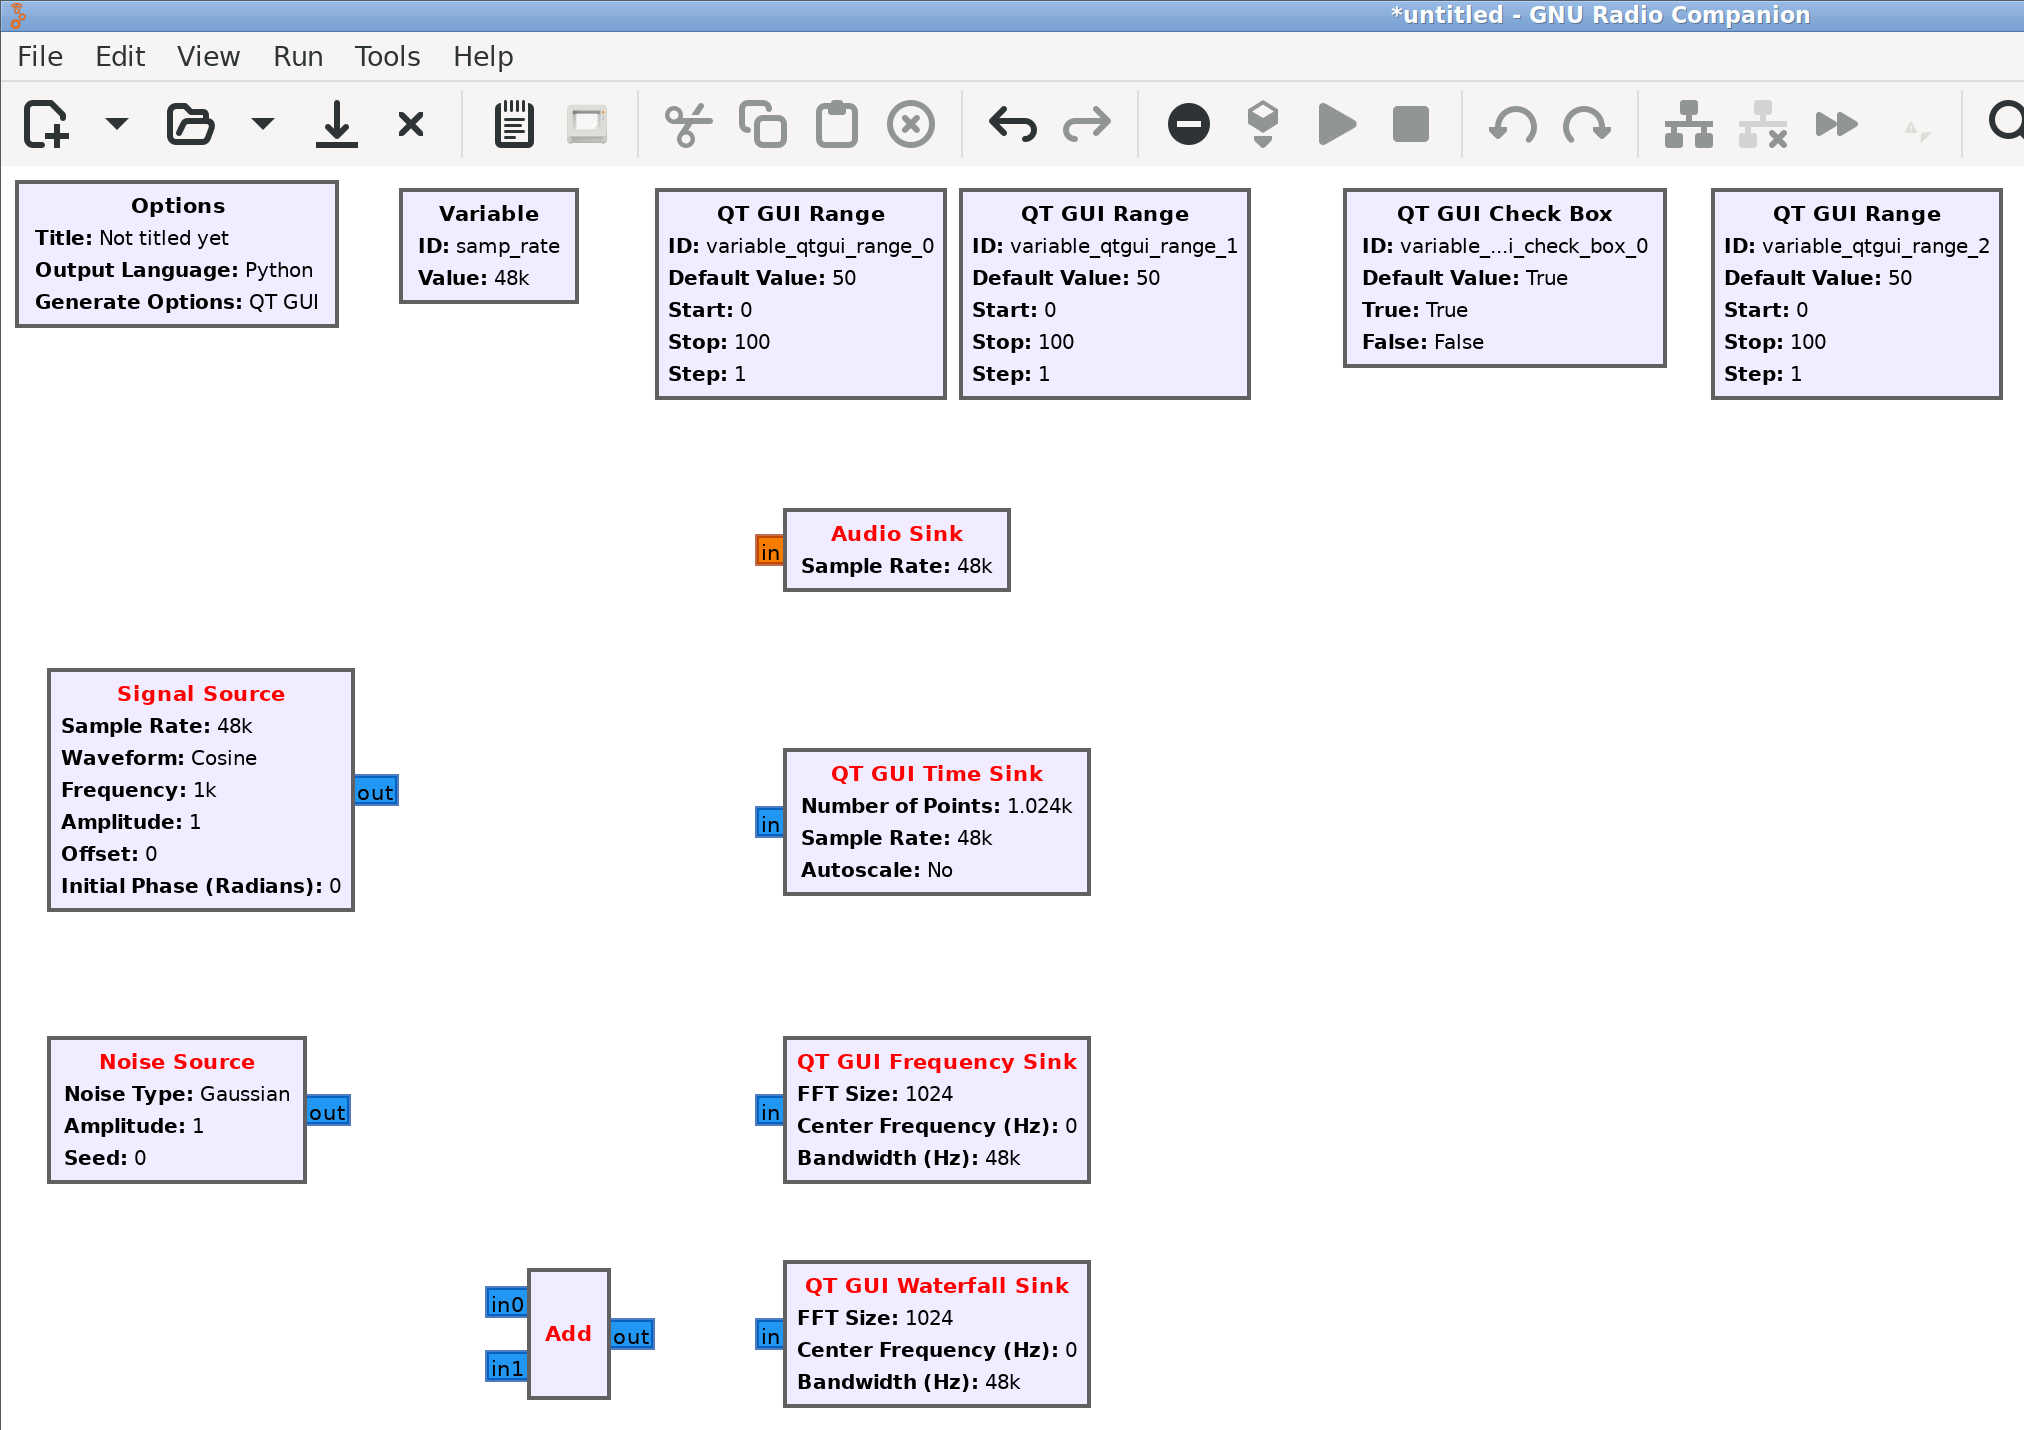 *untitled - GNU Radio Companion
File Edit View Run Tools Help
Options
Title: Not titled yet
Output Language: Python
Generate Options: QT GUI
Variable
ID: samp_rate
Value: 48k
QT GUI Range
ID: variable_qtgui_range_0
Default Value: 50
Start: 0
Stop: 100
Step: 1
QT GUI Range
ID: variable_qtgui_range_1
Default Value: 50
Start: 0
Stop: 100
Step: 1
QT GUI Check Box
ID: variable_...i_check_box_0
Default Value: True
True: True
False: False
QT GUI Range
ID: variable_qtgui_range_2
Default Value: 50
Start: 0
Stop: 100
Step: 1
in
Audio Sink
Sample Rate: 48k
Signal Source
Sample Rate: 48k
Waveform: Cosine
Frequency: 1k
Amplitude: 1
Offset: 0
Initial Phase (Radians): 0
out
in
QT GUI Time Sink
Number of Points: 1.024k
Sample Rate: 48k
Autoscale: No
Noise Source
Noise Type: Gaussian
Amplitude: 1
Seed: 0
out
in
QT GUI Frequency Sink
FFT Size: 1024
Center Frequency (Hz): 0
Bandwidth (Hz): 48k
in0
in1
Add
out
in
QT GUI Waterfall Sink
FFT Size: 1024
Center Frequency (Hz): 0
Bandwidth (Hz): 48k